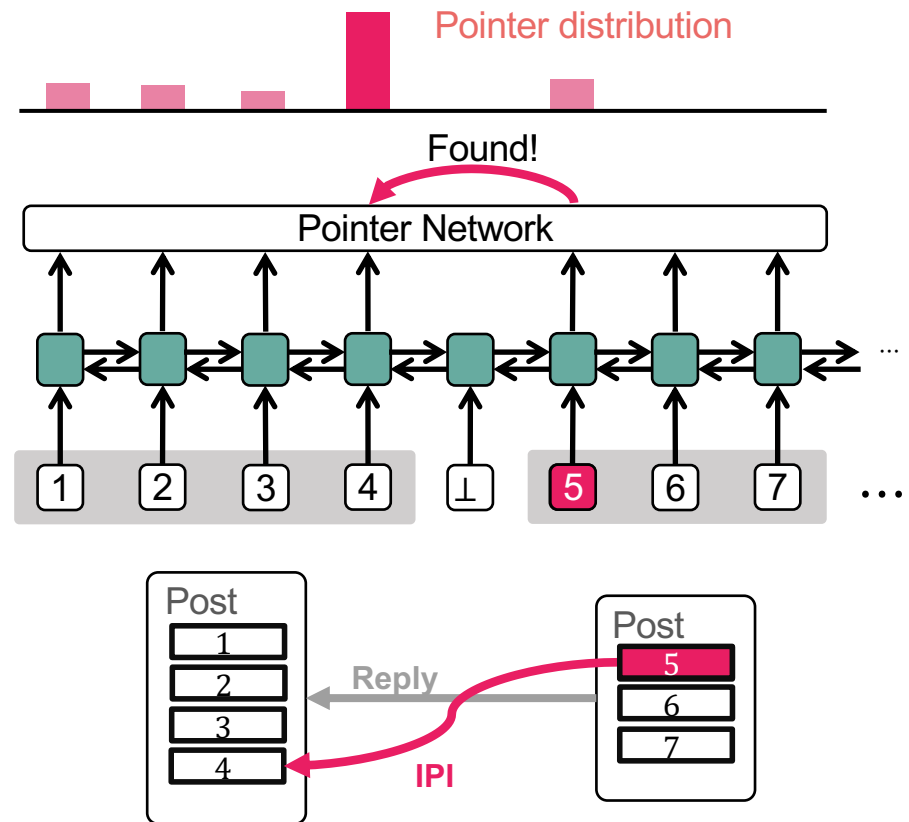 Pointer distribution
Found!
Pointer Network
...
1 2 3 4 ⊥ 5 6 7 ...
Post
1
2
3
4
Reply
IPI
Post
5
6
7